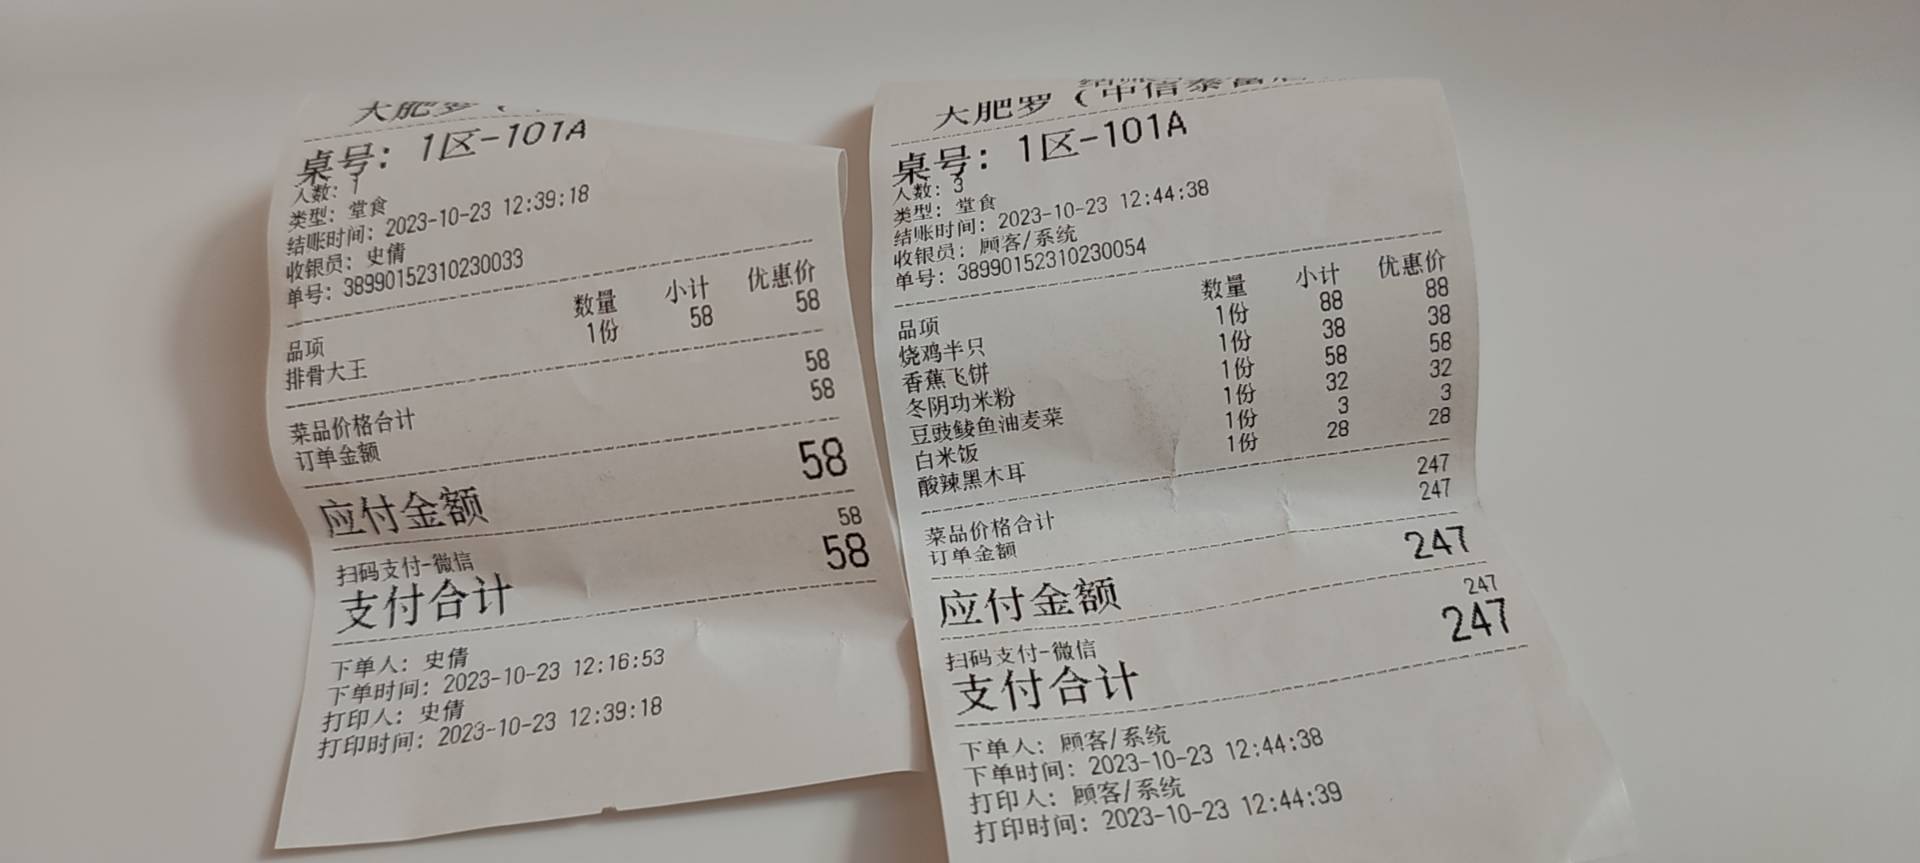 大肥罗（
桌号：1区-101A
人数：1
类型：堂食
结账时间：2023-10-23 12:39:18
收银员：史倩
单号：38990152310230033
品项 数量 小计 优惠价
排骨大王 1份 58 58
菜品价格合计 58
订单金额 58
应付金额 58
扫码支付-微信 58
支付合计 58
下单人：史倩
下单时间：2023-10-23 12:16:53
打印人：史倩
打印时间：2023-10-23 12:39:18
大肥罗（中信泰富
桌号：1区-101A
人数：3
类型：堂食
结账时间：2023-10-23 12:44:38
收银员：顾客/系统
单号：38990152310230054
品项 数量 小计 优惠价
烧鸡半只 1份 88 88
香蕉飞饼 1份 38 38
冬阴功米粉 1份 58 58
豆豉鲮鱼油麦菜 1份 32 32
白米饭 1份 3 3
酸辣黑木耳 1份 28 28
菜品价格合计 247
订单金额 247
应付金额 247
扫码支付-微信 247
支付合计 247
下单人：顾客/系统
下单时间：2023-10-23 12:44:38
打印人：顾客/系统
打印时间：2023-10-23 12:44:39